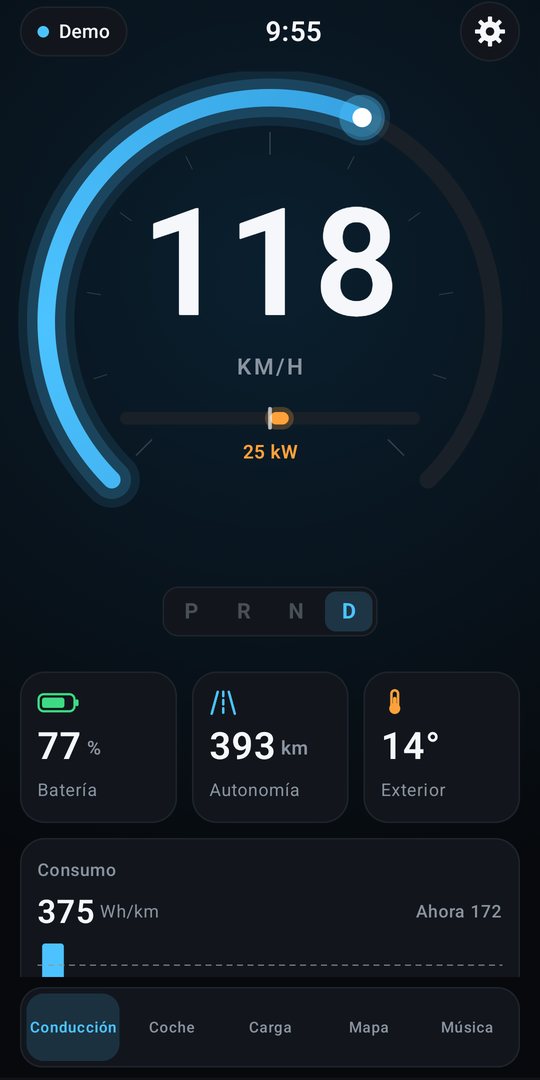 Demo
9:55
118
KM/H
25 kW
P R N D
77 %
Batería
393 km
Autonomía
14°
Exterior
Consumo
375 Wh/km
Ahora 172
Conducción Coche Carga Mapa Música